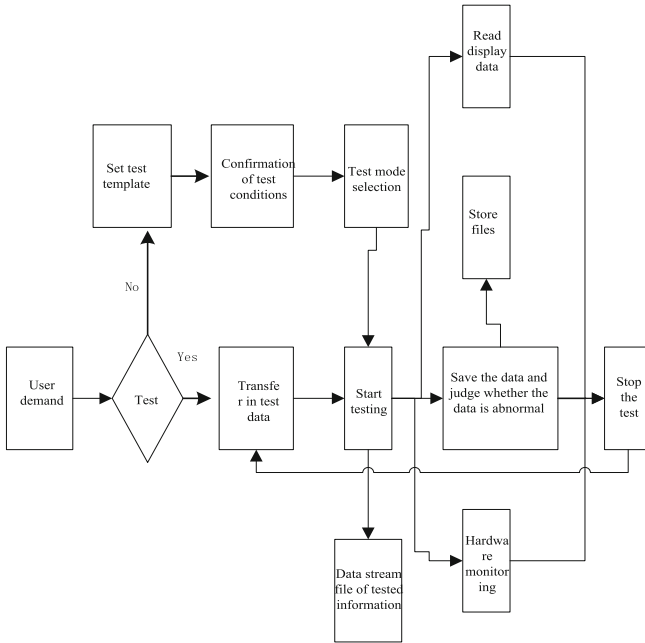 Read
display
data
Set test
template
Confirmation
of test
conditions
Test mode
selection
Store
files
No
Yes
User
demand
Test
Transfe
r in test
data
Start
testing
Save the data and
judge whether the
data is abnormal
Stop
the
test
Data stream
file of tested
information
Hardwa
re
monitor
ing